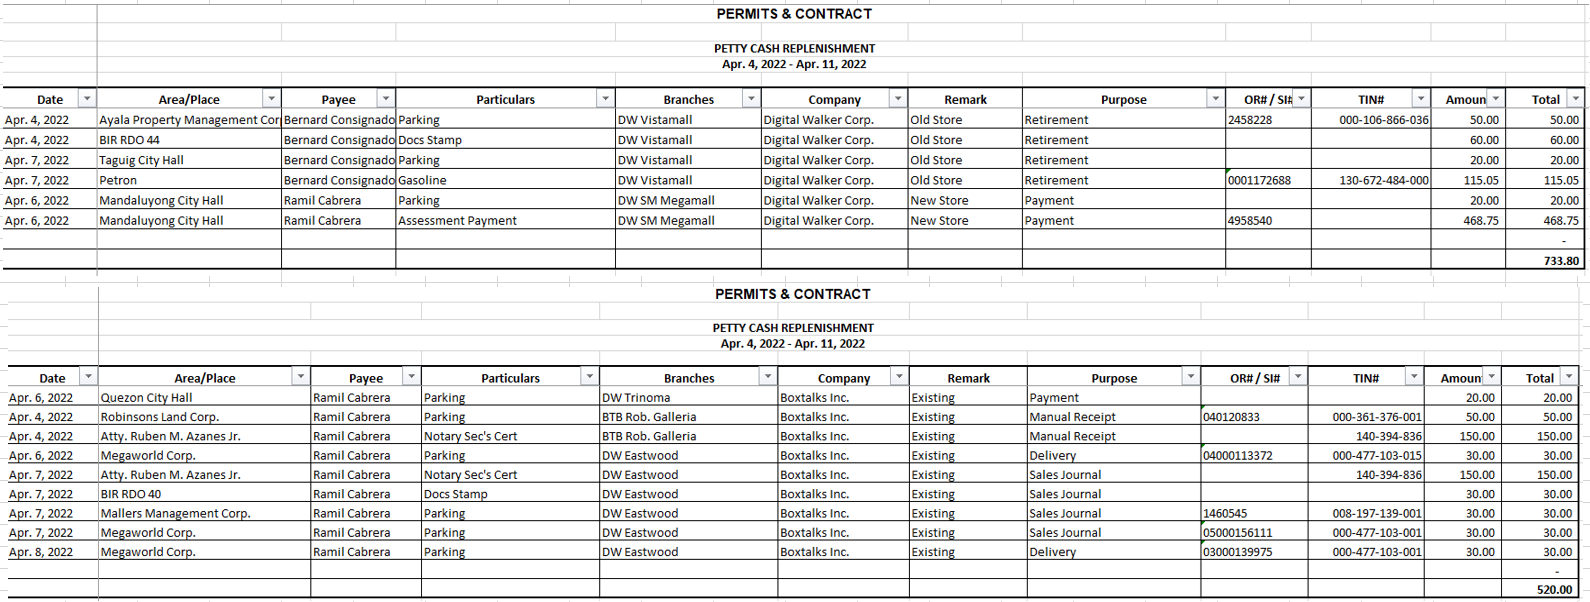 PERMITS & CONTRACT
PETTY CASH REPLENISHMENT
Apr. 4, 2022 - Apr. 11, 2022
Date Area/Place Payee Particulars Branches Company Remark Purpose OR# / SI# TIN# Amoun Total
Apr. 4, 2022 Ayala Property Management Cor Bernard Consignado Parking DW Vistamall Digital Walker Corp. Old Store Retirement 2458228 000-106-866-036 50.00 50.00
Apr. 4, 2022 BIR RDO 44 Bernard Consignado Docs Stamp DW Vistamall Digital Walker Corp. Old Store Retirement 60.00 60.00
Apr. 7, 2022 Taguig City Hall Bernard Consignado Parking DW Vistamall Digital Walker Corp. Old Store Retirement 20.00 20.00
Apr. 7, 2022 Petron Bernard Consignado Gasoline DW Vistamall Digital Walker Corp. Old Store Retirement 0001172688 130-672-484-000 115.05 115.05
Apr. 6, 2022 Mandaluyong City Hall Ramil Cabrera Parking DW SM Megamall Digital Walker Corp. New Store Payment 20.00 20.00
Apr. 6, 2022 Mandaluyong City Hall Ramil Cabrera Assessment Payment DW SM Megamall Digital Walker Corp. New Store Payment 4958540 468.75 468.75
-
733.80
PERMITS & CONTRACT
PETTY CASH REPLENISHMENT
Apr. 4, 2022 - Apr. 11, 2022
Date Area/Place Payee Particulars Branches Company Remark Purpose OR# / SI# TIN# Amoun Total
Apr. 6, 2022 Quezon City Hall Ramil Cabrera Parking DW Trinoma Boxtalks Inc. Existing Payment 20.00 20.00
Apr. 4, 2022 Robinsons Land Corp. Ramil Cabrera Parking BTB Rob. Galleria Boxtalks Inc. Existing Manual Receipt 040120833 000-361-376-001 50.00 50.00
Apr. 4, 2022 Atty. Ruben M. Azanes Jr. Ramil Cabrera Notary Sec's Cert BTB Rob. Galleria Boxtalks Inc. Existing Manual Receipt 140-394-836 150.00 150.00
Apr. 6, 2022 Megaworld Corp. Ramil Cabrera Parking DW Eastwood Boxtalks Inc. Existing Delivery 04000113372 000-477-103-015 30.00 30.00
Apr. 7, 2022 Atty. Ruben M. Azanes Jr. Ramil Cabrera Notary Sec's Cert DW Eastwood Boxtalks Inc. Existing Sales Journal 140-394-836 150.00 150.00
Apr. 7, 2022 BIR RDO 40 Ramil Cabrera Docs Stamp DW Eastwood Boxtalks Inc. Existing Sales Journal 30.00 30.00
Apr. 7, 2022 Mallers Management Corp. Ramil Cabrera Parking DW Eastwood Boxtalks Inc. Existing Sales Journal 1460545 008-197-139-001 30.00 30.00
Apr. 7, 2022 Megaworld Corp. Ramil Cabrera Parking DW Eastwood Boxtalks Inc. Existing Sales Journal 05000156111 000-477-103-001 30.00 30.00
Apr. 8, 2022 Megaworld Corp. Ramil Cabrera Parking DW Eastwood Boxtalks Inc. Existing Delivery 03000139975 000-477-103-001 30.00 30.00
-
520.00